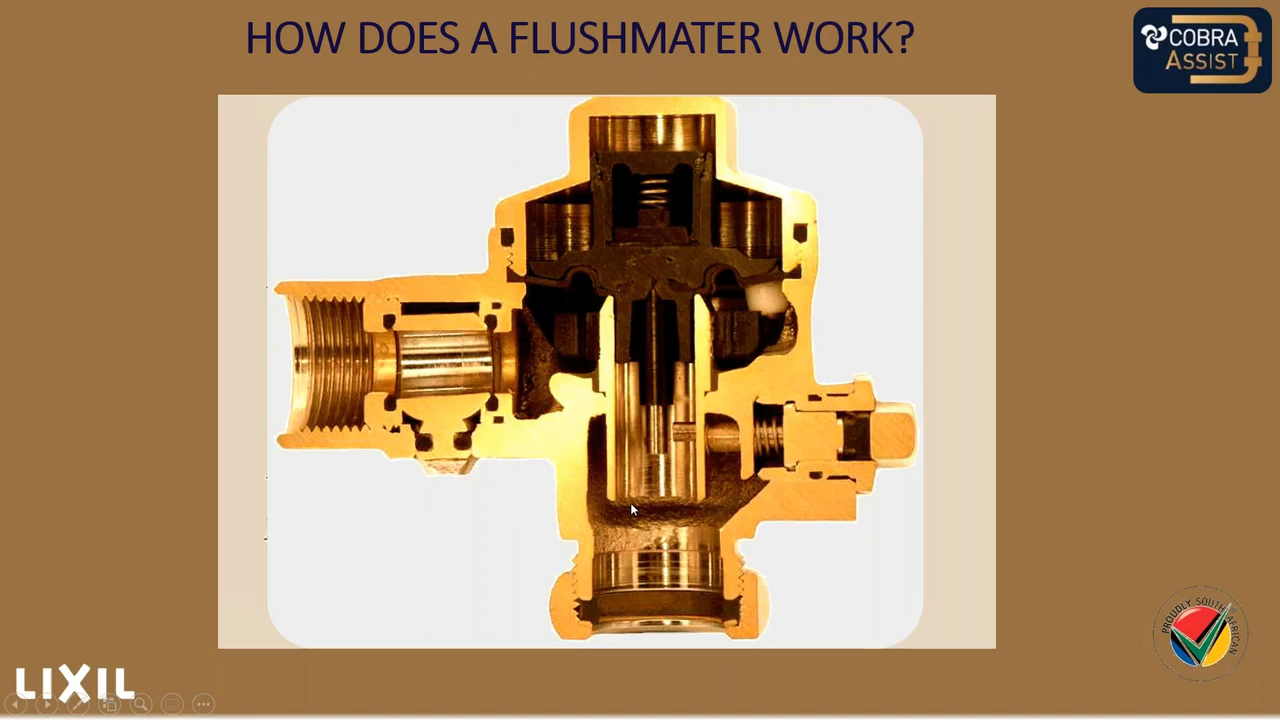 HOW DOES A FLUSHMATER WORK?
COBRA
ASSIST
PROUDLY SOUTH AFRICAN
LIXIL